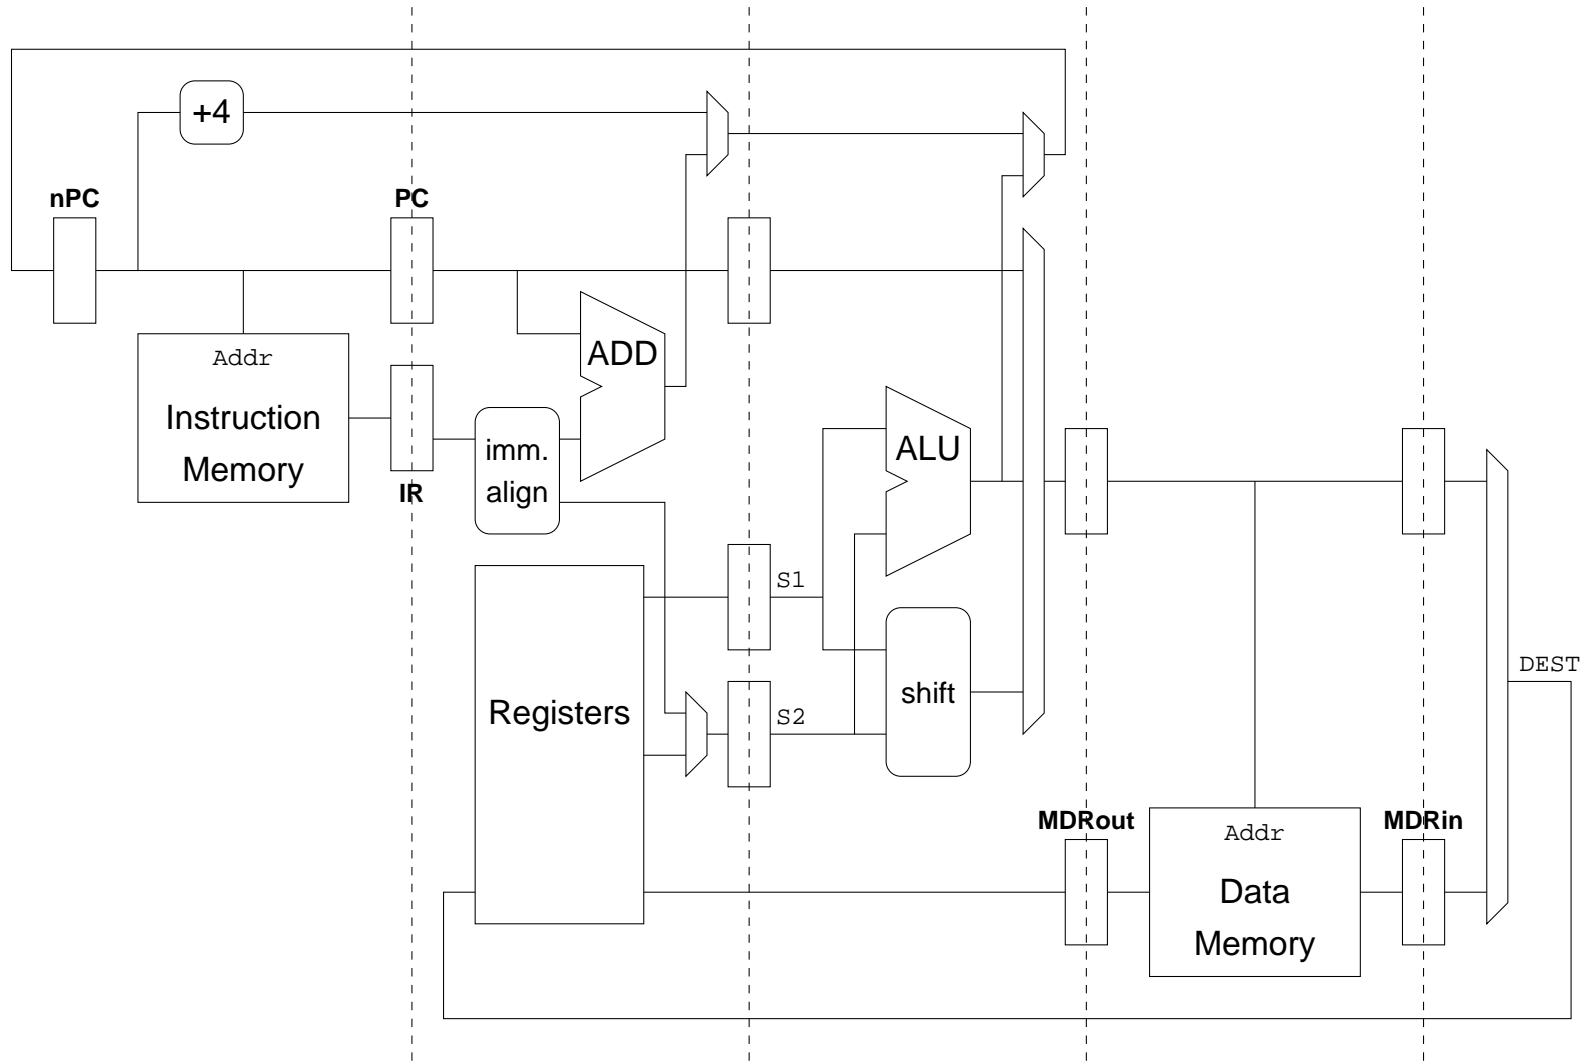 +4
nPC
PC
Addr
Instruction
Memory
IR
imm.
align
ADD
ALU
S1
S2
shift
Registers
DEST
MDRout
MDRin
Addr
Data
Memory